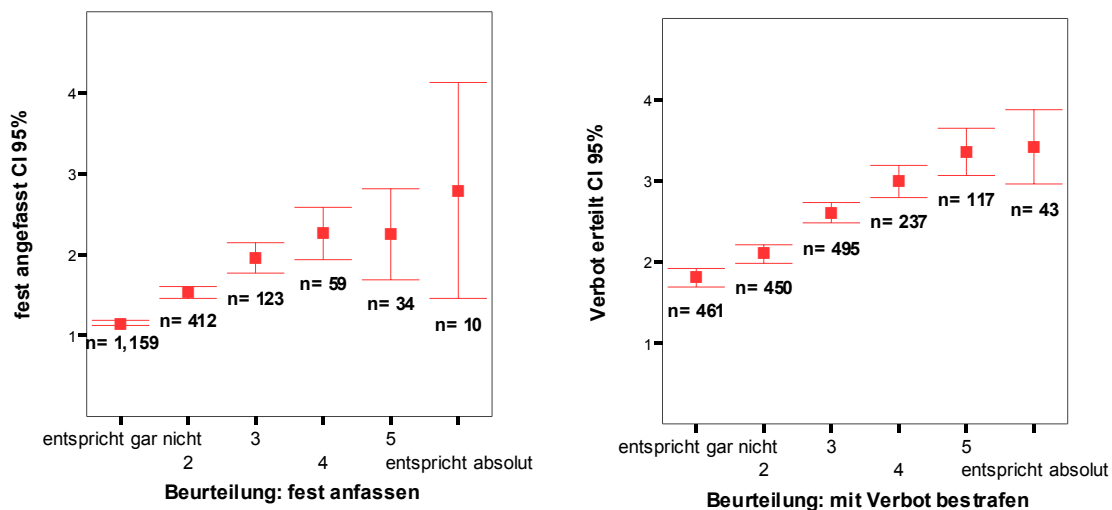 fest angefasst CI 95%
4
3
2
1
n= 1,159
n= 412
n= 123
n= 59
n= 34
n= 10
entspricht gar nicht
2
3
4
5
entspricht absolut
Beurteilung: fest anfassen
Verbot erteilt CI 95%
4
3
2
1
n= 461
n= 450
n= 495
n= 237
n= 117
n= 43
entspricht gar nicht
2
3
4
5
entspricht absolut
Beurteilung: mit Verbot bestrafen